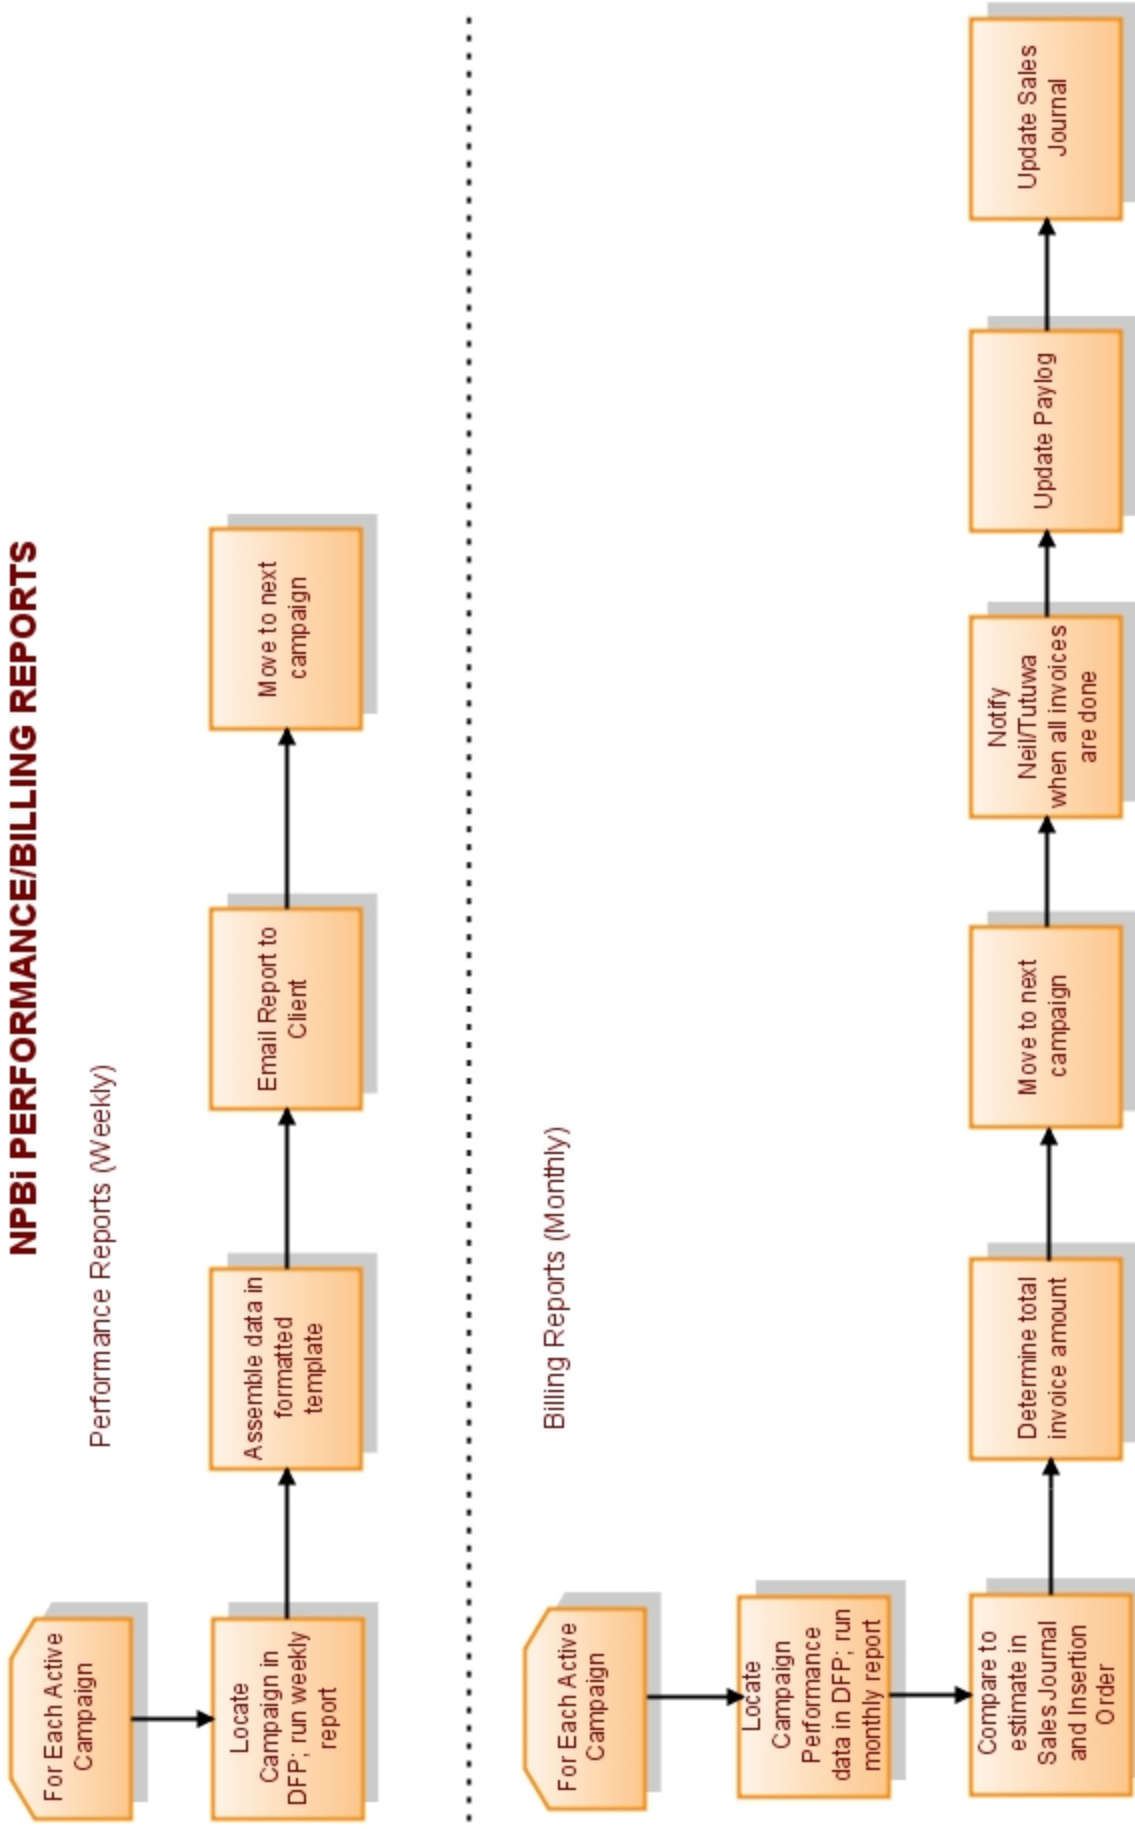 NPBi PERFORMANCE/BILLING REPORTS
Performance Reports (Weekly)
For Each Active
Campaign
Locate
Campaign in
DFP; run weekly
report
Assemble data in
formatted
template
Email Report to
Client
Move to next
campaign
Billing Reports (Monthly)
For Each Active
Campaign
Locate
Campaign
Performance
data in DFP; run
monthly report
Compare to
estimate in
Sales Journal
and Insertion
Order
Determine total
invoice amount
Move to next
campaign
Notify
Neil/Tutuwa
when all invoices
are done
Update Paylog
Update Sales
Journal